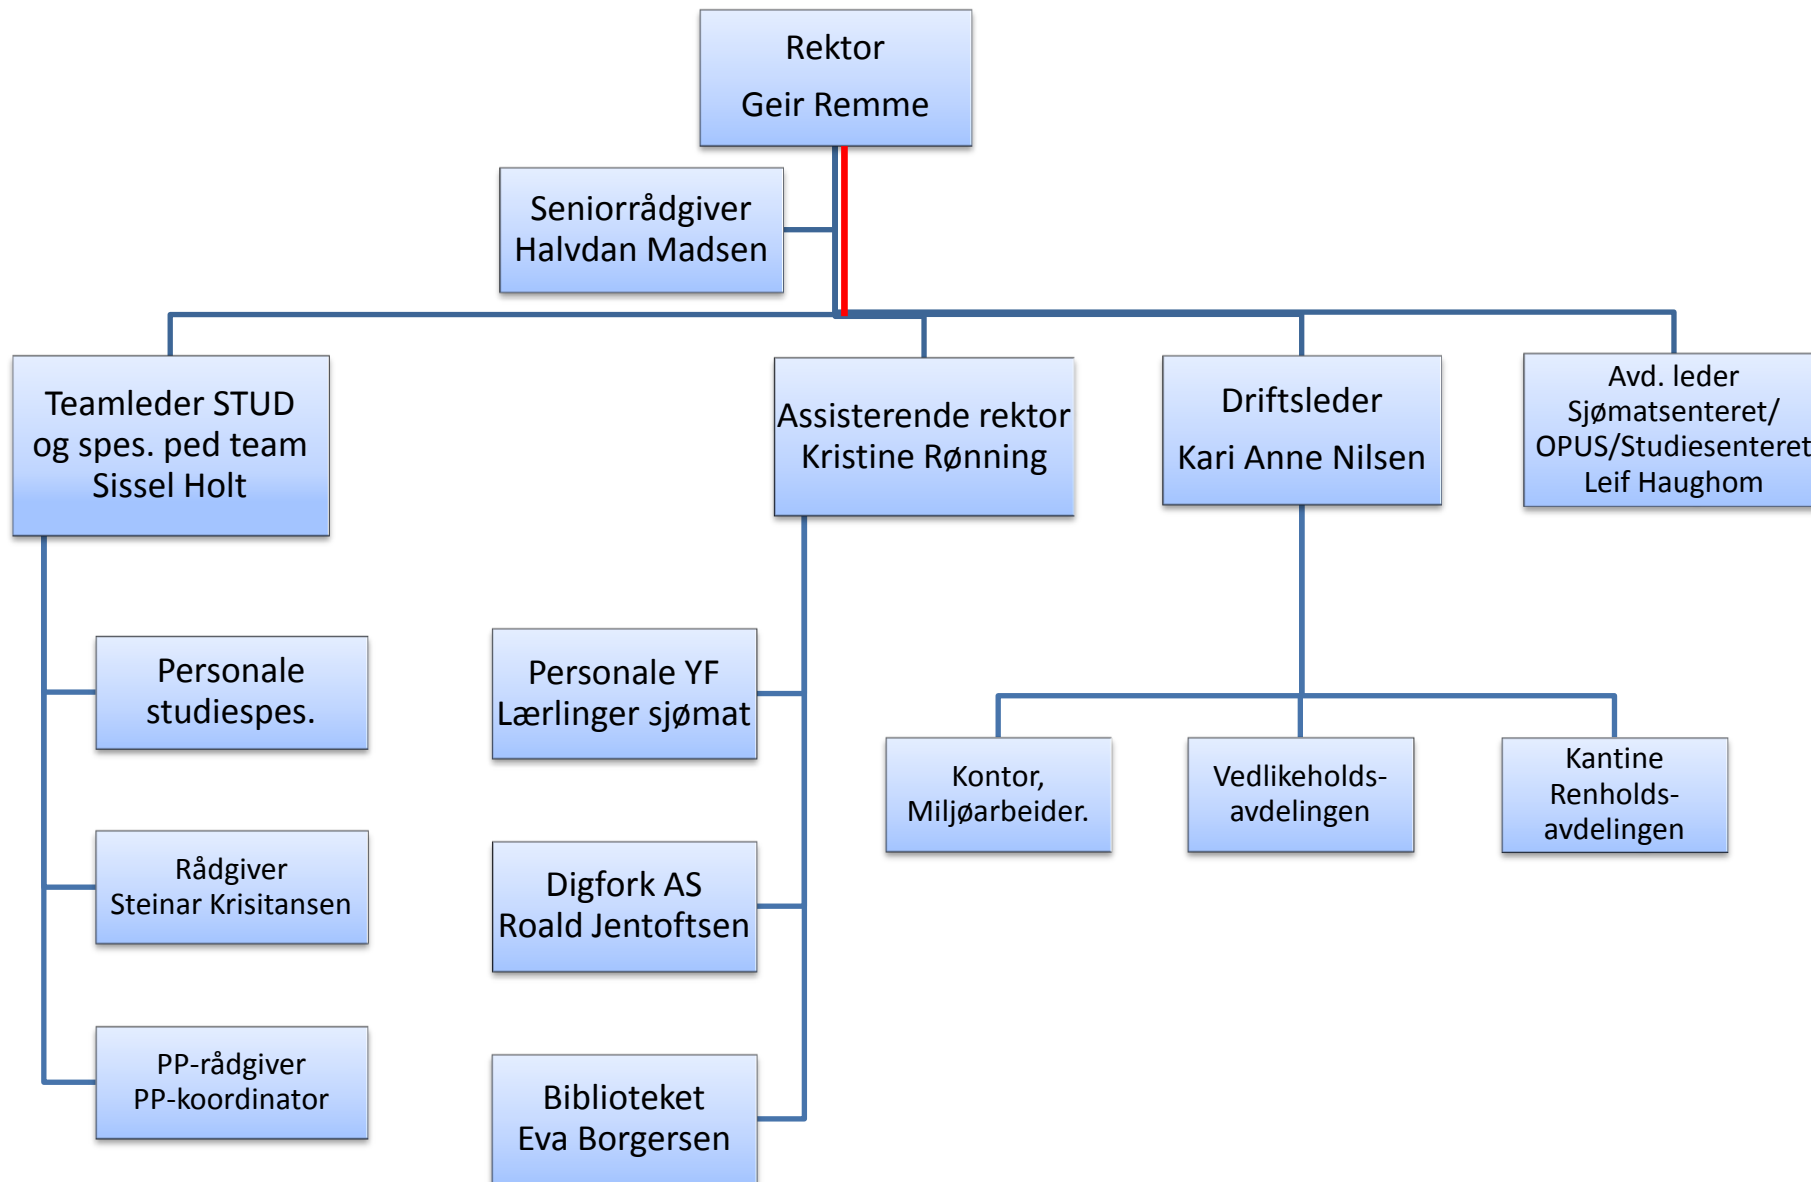 Rektor
Geir Remme
Seniorrådgiver
Halvdan Madsen
Teamleder STUD
og spes. ped team
Sissel Holt
Assisterende rektor
Kristine Rønning
Driftsleder
Kari Anne Nilsen
Avd. leder
Sjømatsenteret/
OPUS/Studiesenteret
Leif Haughom
Personale
studiespes.
Rådgiver
Steinar Krisitansen
PP-rådgiver
PP-koordinator
Personale YF
Lærlinger sjømat
Digfork AS
Roald Jentoftsen
Biblioteket
Eva Borgersen
Kontor,
Miljøarbeider.
Vedlikeholds-
avdelingen
Kantine
Renholds-
avdelingen